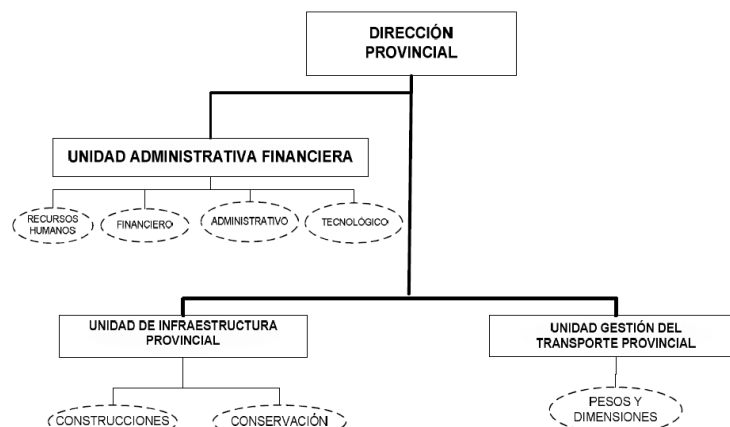 DIRECCIÓN
PROVINCIAL
UNIDAD ADMINISTRATIVA FINANCIERA
RECURSOS
HUMANOS
FINANCIERO
ADMINISTRATIVO
TECNOLÓGICO
UNIDAD DE INFRAESTRUCTURA
PROVINCIAL
UNIDAD GESTIÓN DEL
TRANSPORTE PROVINCIAL
CONSTRUCCIONES
CONSERVACIÓN
PESOS Y
DIMENSIONES